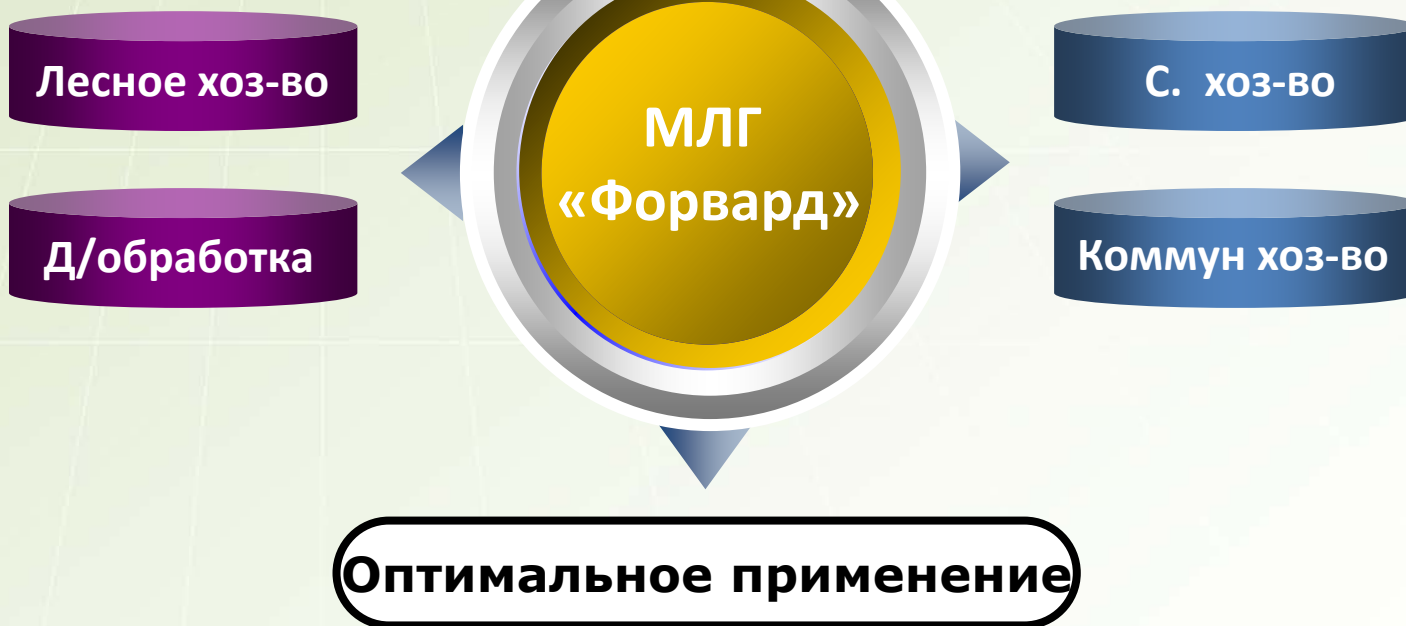 Лесное хоз-во
Д/обработка
МЛГ
«Форвард»
С. хоз-во
Коммун хоз-во
Оптимальное применение